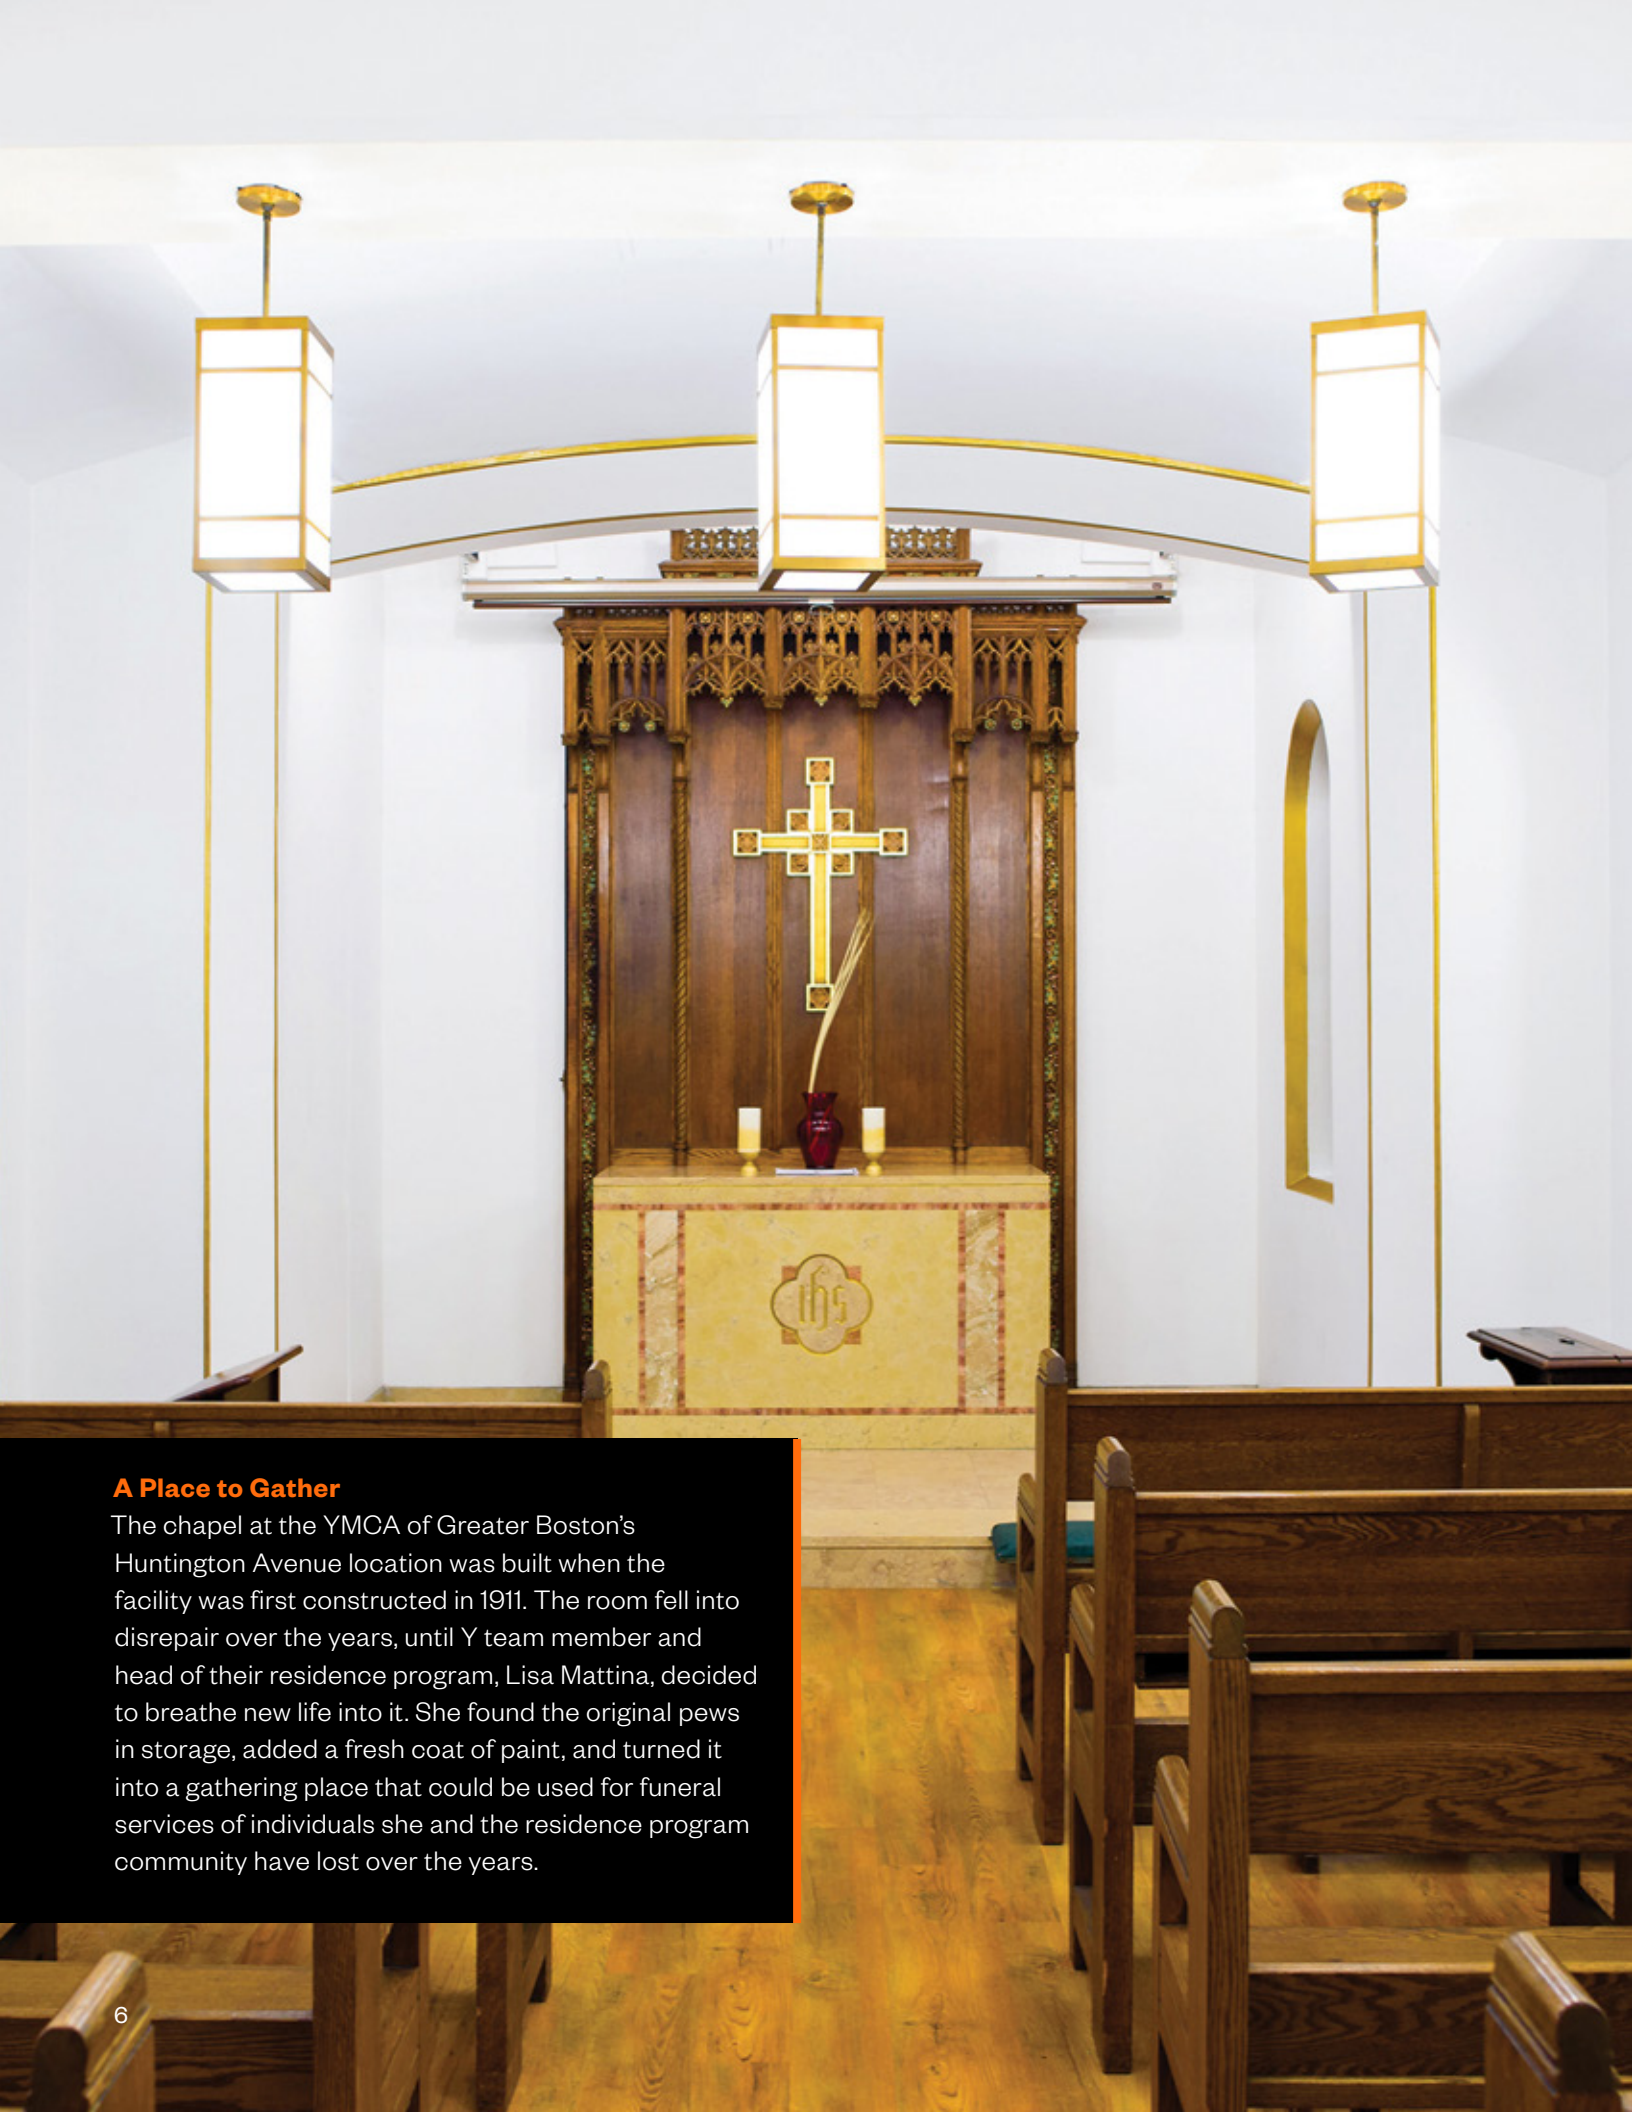 ihs
A Place to Gather
The chapel at the YMCA of Greater Boston’s
Huntington Avenue location was built when the
facility was first constructed in 1911. The room fell into
disrepair over the years, until Y team member and
head of their residence program, Lisa Mattina, decided
to breathe new life into it. She found the original pews
in storage, added a fresh coat of paint, and turned it
into a gathering place that could be used for funeral
services of individuals she and the residence program
community have lost over the years.
6